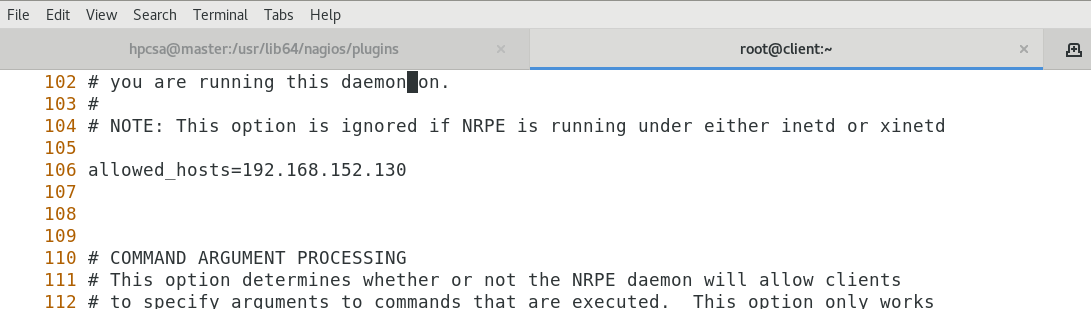 File Edit View Search Terminal Tabs Help
hpcsa@master:/usr/lib64/nagios/plugins × root@client:~ ×
102 # you are running this daemon on.
103 #
104 # NOTE: This option is ignored if NRPE is running under either inetd or xinetd
105
106 allowed_hosts=192.168.152.130
107
108
109
110 # COMMAND ARGUMENT PROCESSING
111 # This option determines whether or not the NRPE daemon will allow clients
112 # to specify arguments to commands that are executed.  This option only works